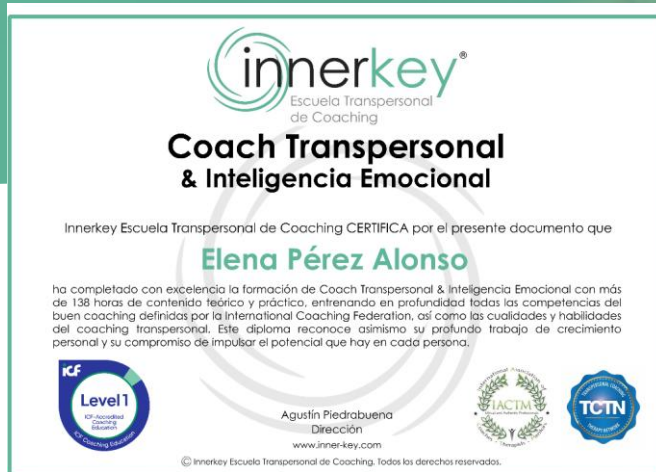 innerkey®
Escuela Transpersonal
de Coaching
Coach Transpersonal
& Inteligencia Emocional
Innerkey Escuela Transpersonal de Coaching CERTIFICA por el presente documento que
Elena Pérez Alonso
ha completado con excelencia la formación de Coach Transpersonal & Inteligencia Emocional con más
de 138 horas de contenido teórico y práctico, entrenando en profundidad todas las competencias del
buen coaching definidas por la International Coaching Federation, así como las cualidades y habilidades
del coaching transpersonal. Este diploma reconoce asimismo su profundo trabajo de crecimiento
personal y su compromiso de impulsar el potencial que hay en cada persona.
ICF
Level 1
ICF-Accredited
Coaching
Education
ICF Coaching Education
Agustín Piedrabuena
Dirección
www.inner-key.com
International Association of
IACTM
TCTN
© Innerkey Escuela Transpersonal de Coaching. Todos los derechos reservados.